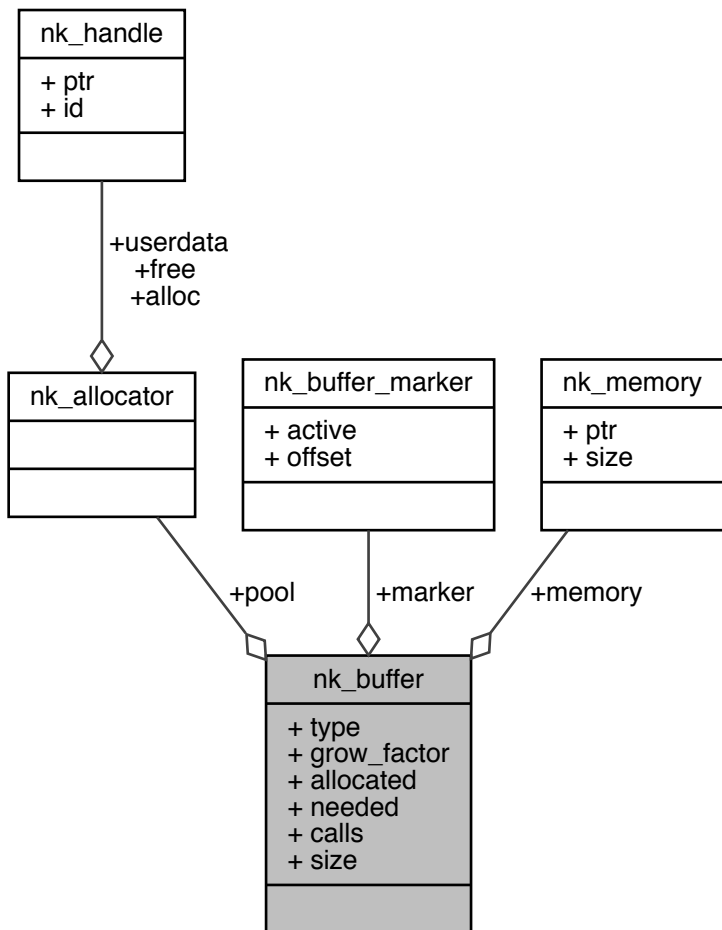 nk_handle
+ ptr
+ id
+userdata
+free
+alloc
nk_allocator
nk_buffer_marker
+ active
+ offset
nk_memory
+ ptr
+ size
+pool
+marker
+memory
nk_buffer
+ type
+ grow_factor
+ allocated
+ needed
+ calls
+ size